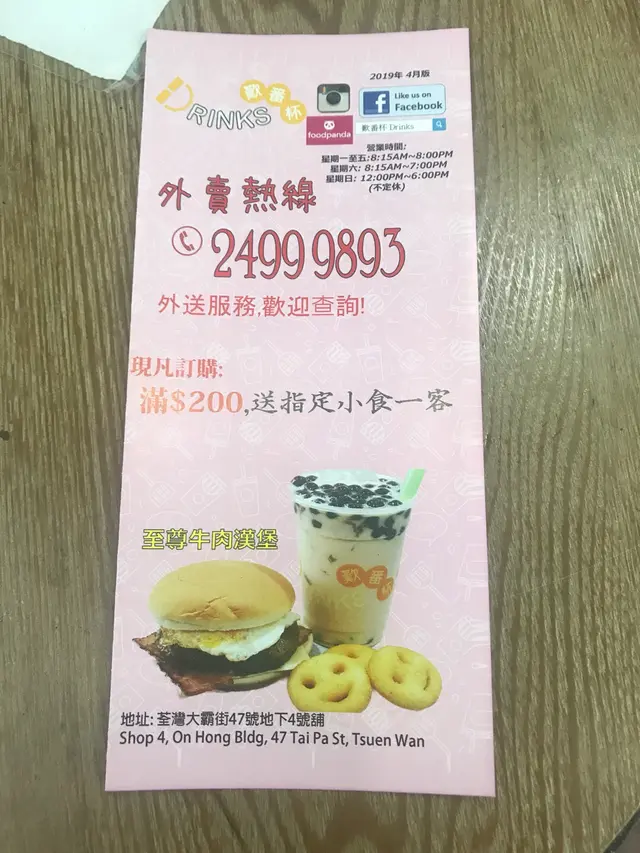 DRINKS
歡番杯
2019年 4月版
Like us on
Facebook
foodpanda
歡番杯 Drinks
營業時間:
星期一至五:8:15AM~8:00PM
星期六: 8:15AM~7:00PM
星期日: 12:00PM~6:00PM
(不定休)
外賣熱線
2499 9893
外送服務,歡迎查詢!
現凡訂購:
滿$200,送指定小食一客
至尊牛肉漢堡
歡番杯
地址: 荃灣大霸街47號地下4號舖
Shop 4, On Hong Bldg, 47 Tai Pa St, Tsuen Wan